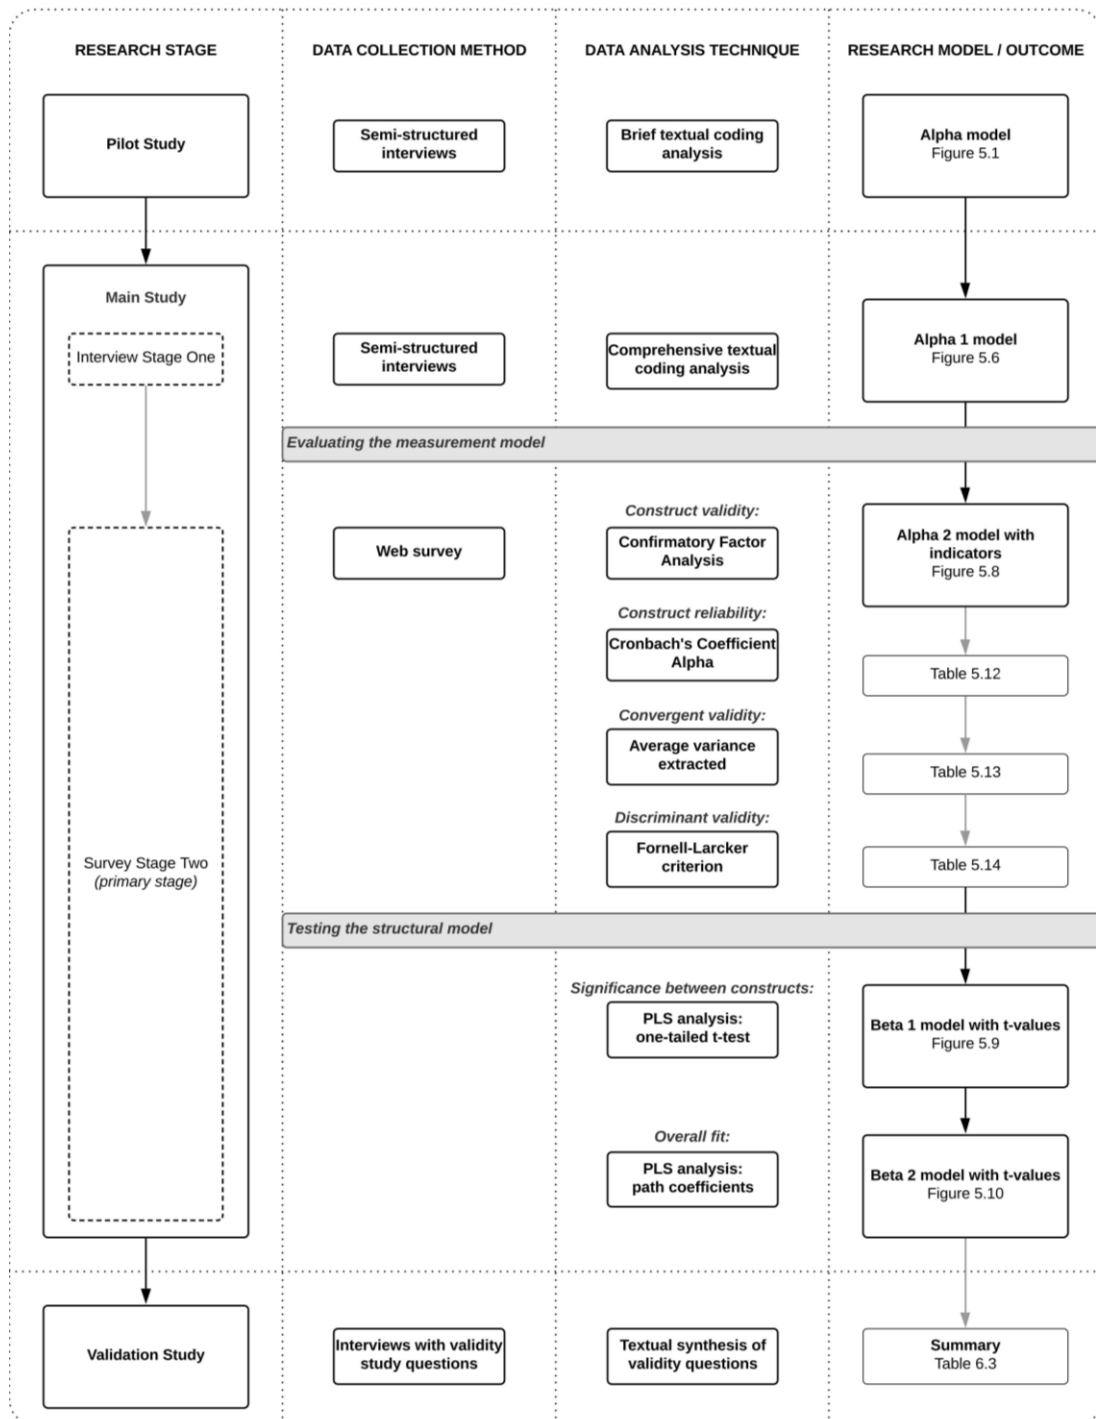 RESEARCH STAGE
DATA COLLECTION METHOD
DATA ANALYSIS TECHNIQUE
RESEARCH MODEL / OUTCOME
Pilot Study
Semi-structured
interviews
Brief textual coding
analysis
Alpha model
Figure 5.1
Main Study
Interview Stage One
Semi-structured
interviews
Comprehensive textual
coding analysis
Alpha 1 model
Figure 5.6
Evaluating the measurement model
Web survey
Construct validity:
Confirmatory Factor
Analysis
Alpha 2 model with
indicators
Figure 5.8
Construct reliability:
Cronbach's Coefficient
Alpha
Table 5.12
Convergent validity:
Average variance
extracted
Table 5.13
Discriminant validity:
Fornell-Larcker
criterion
Table 5.14
Survey Stage Two
(primary stage)
Testing the structural model
Significance between constructs:
PLS analysis:
one-tailed t-test
Beta 1 model with t-values
Figure 5.9
Overall fit:
PLS analysis:
path coefficients
Beta 2 model with t-values
Figure 5.10
Validation Study
Interviews with validity
study questions
Textual synthesis of
validity questions
Summary
Table 6.3